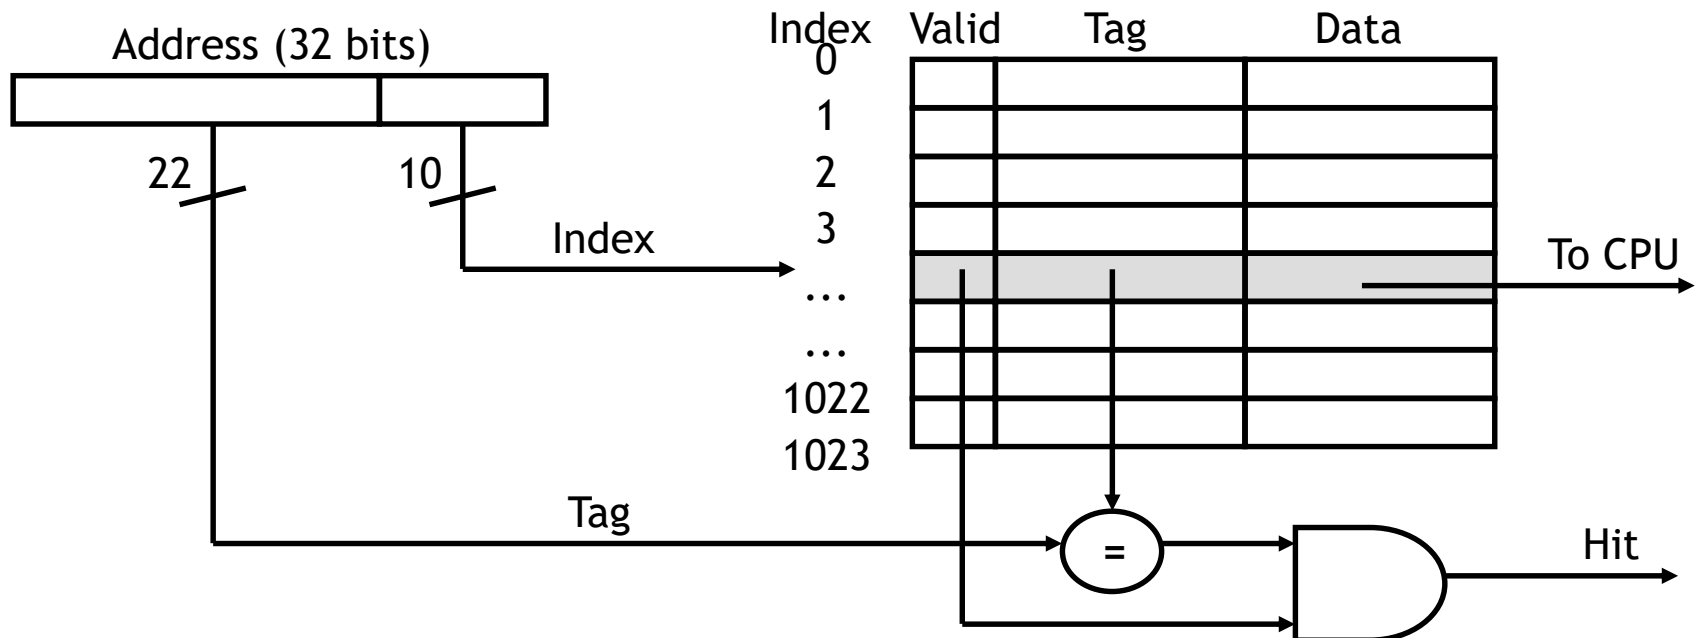 Address (32 bits)
22
10
Index
Tag
Index Valid Tag Data
0
1
2
3
...
...
1022
1023
To CPU
=
Hit